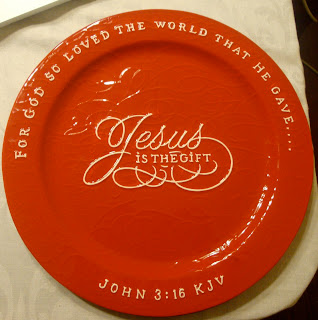 FOR GOD SO LOVED THE WORLD THAT HE GAVE.....
Jesus
IS THE GIFT
JOHN 3:16 KJV